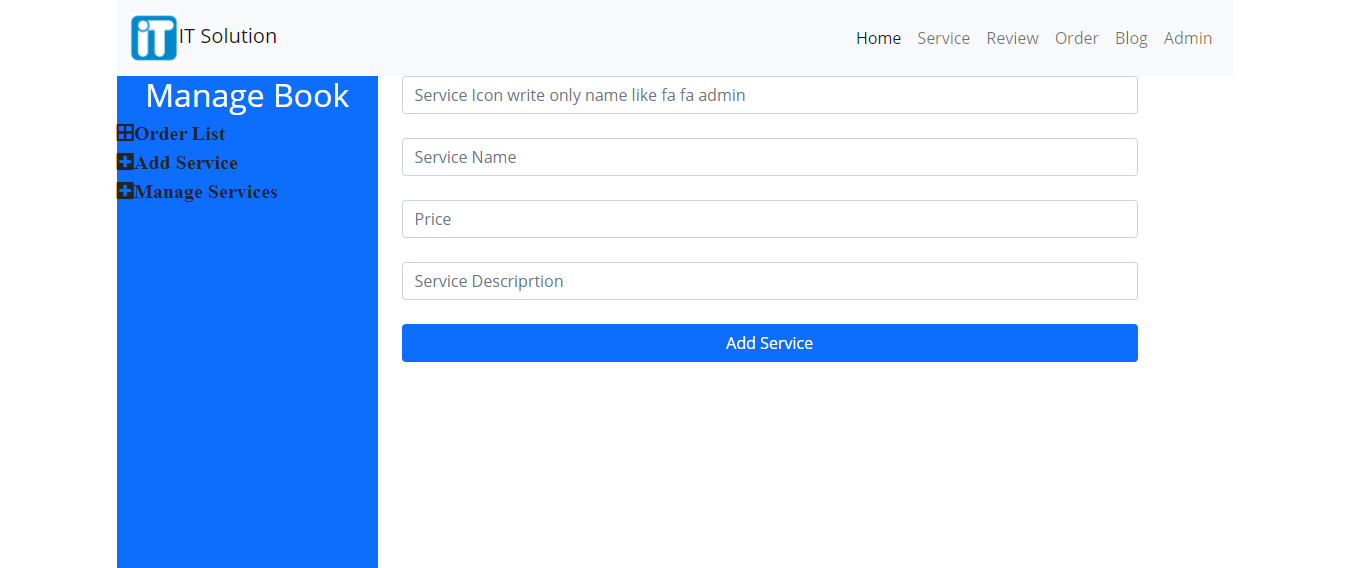 iT IT Solution
Home Service Review Order Blog Admin
Manage Book
Order List
Add Service
Manage Services
Service Icon write only name like fa fa admin
Service Name
Price
Service Descriprtion
Add Service